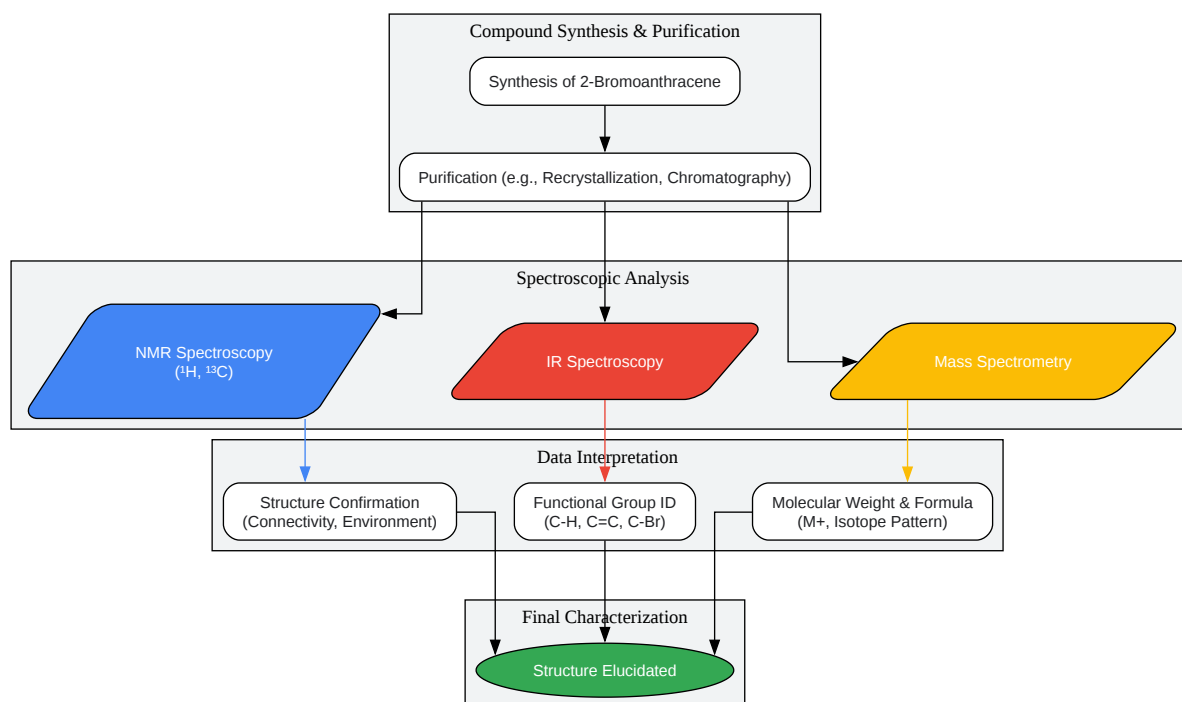 Compound Synthesis & Purification
Synthesis of 2-Bromoanthracene
Purification (e.g., Recrystallization, Chromatography)
Spectroscopic Analysis
NMR Spectroscopy
(¹H, ¹³C)
IR Spectroscopy
Mass Spectrometry
Data Interpretation
Structure Confirmation
(Connectivity, Environment)
Functional Group ID
(C-H, C=C, C-Br)
Molecular Weight & Formula
(M+, Isotope Pattern)
Final Characterization
Structure Elucidated